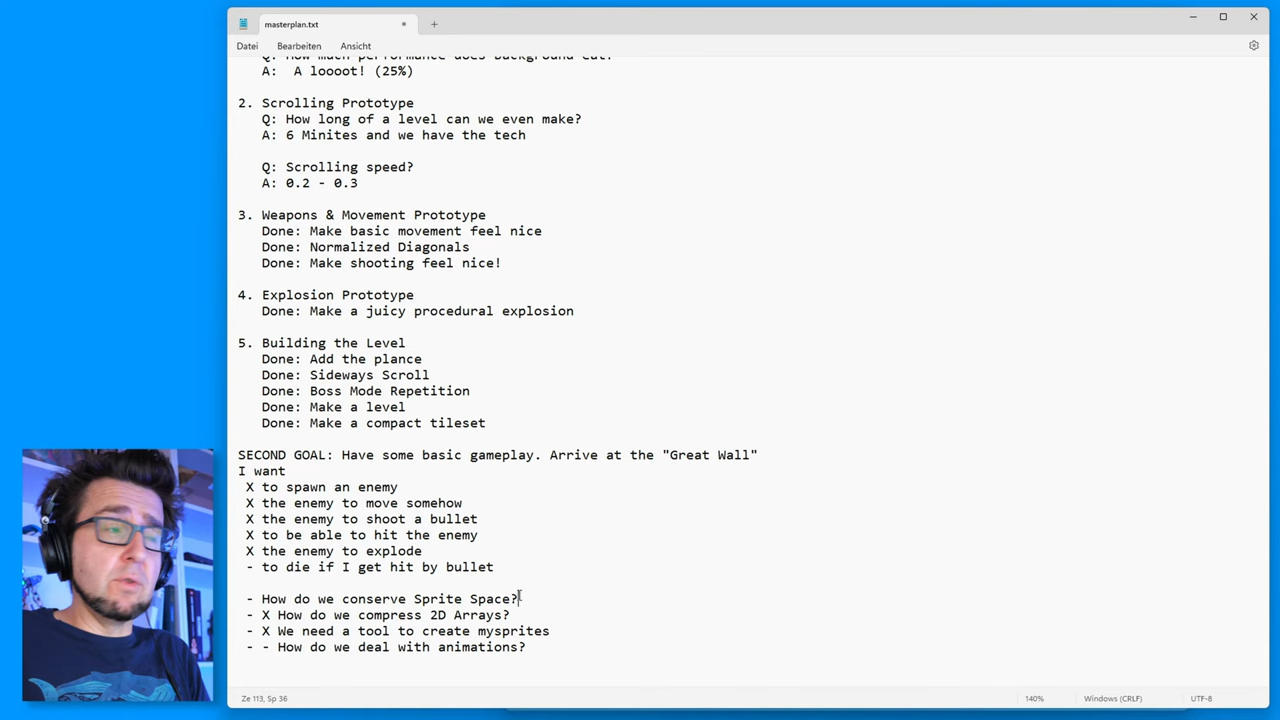 masterplan.txt
Datei Bearbeiten Ansicht
Q: How much performance does background eat?
A:  A loooot! (25%)
2. Scrolling Prototype
Q: How long of a level can we even make?
A: 6 Minites and we have the tech
Q: Scrolling speed?
A: 0.2 - 0.3
3. Weapons & Movement Prototype
Done: Make basic movement feel nice
Done: Normalized Diagonals
Done: Make shooting feel nice!
4. Explosion Prototype
Done: Make a juicy procedural explosion
5. Building the Level
Done: Add the plance
Done: Sideways Scroll
Done: Boss Mode Repetition
Done: Make a level
Done: Make a compact tileset
SECOND GOAL: Have some basic gameplay. Arrive at the "Great Wall"
I want
X to spawn an enemy
X the enemy to move somehow
X the enemy to shoot a bullet
X to be able to hit the enemy
X the enemy to explode
- to die if I get hit by bullet
- How do we conserve Sprite Space?
- X How do we compress 2D Arrays?
- X We need a tool to create mysprites
- - How do we deal with animations?
Ze 113, Sp 36 140% Windows (CRLF) UTF-8